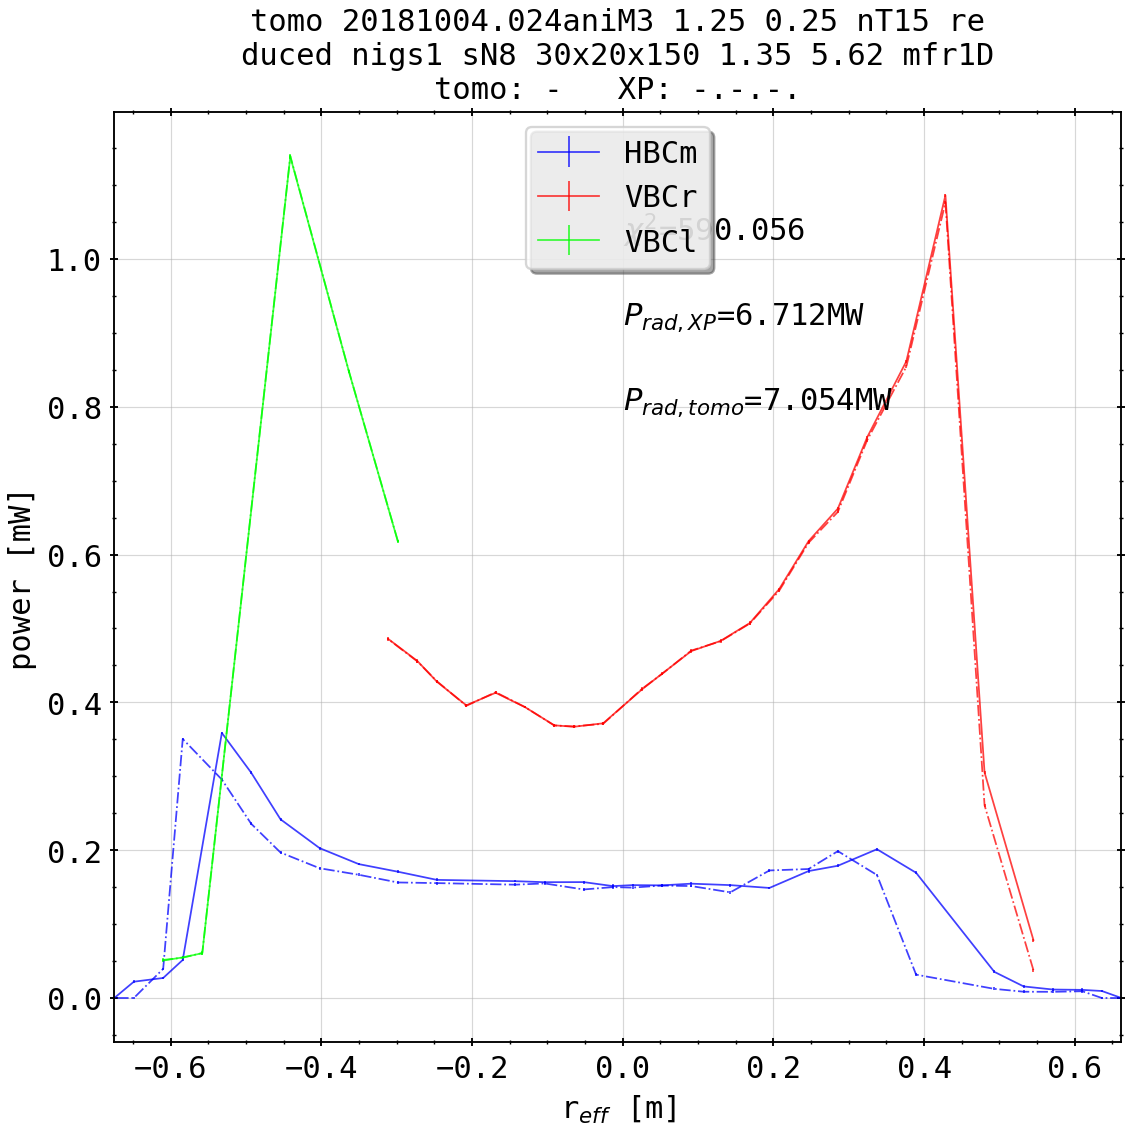 tomo 20181004.024aniM3 1.25 0.25 nT15 re
duced nigs1 sN8 30x20x150 1.35 5.62 mfr1D
tomo: -   XP: -.-.-.
HBCm
VBCr
VBCl
χ²=590.056
P_rad,XP=6.712MW
P_rad,tomo=7.054MW
power [mW]
1.0
0.8
0.6
0.4
0.2
0.0
−0.6 −0.4 −0.2 0.0 0.2 0.4 0.6
r_eff [m]